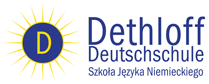 D
Dethloff
Deutschschule
Szkoła Języka Niemieckiego